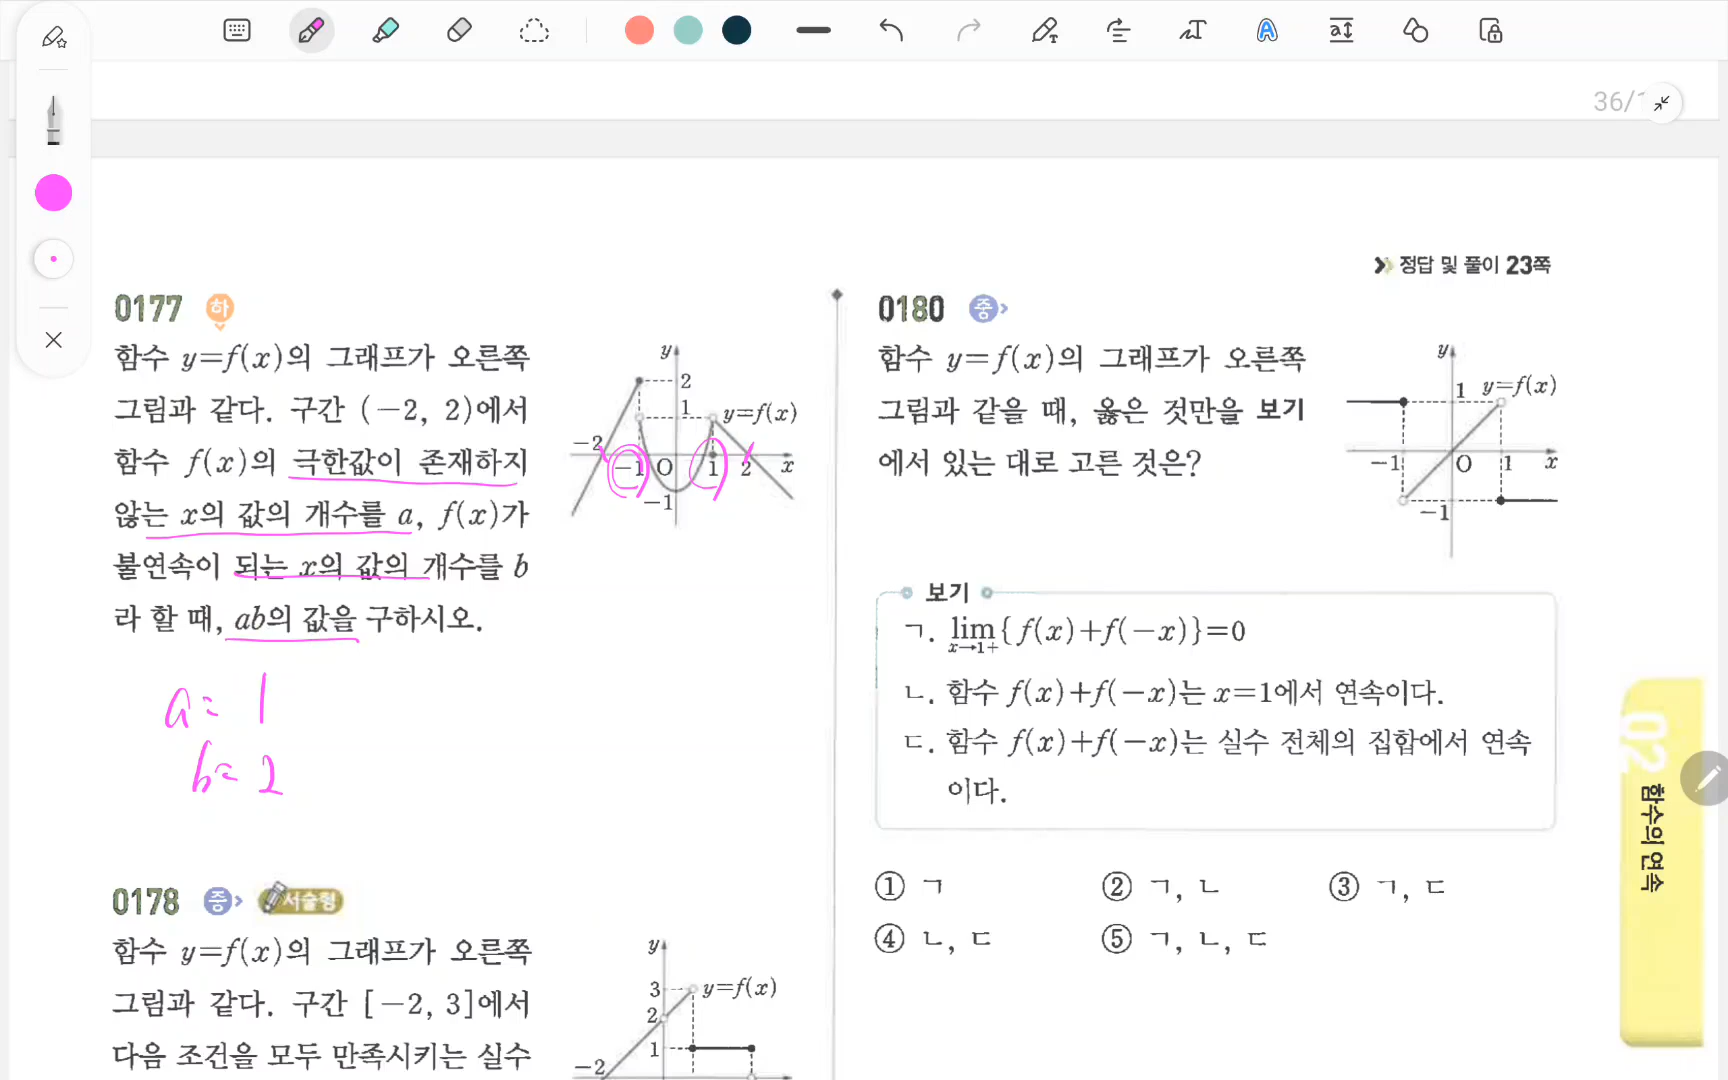 36/
정답 및 풀이 23쪽
0177 하
함수 y=f(x)의 그래프가 오른쪽
그림과 같다. 구간 (−2, 2)에서
함수 f(x)의 극한값이 존재하지
않는 x의 값의 개수를 a, f(x)가
불연속이 되는 x의 값의 개수를 b
라 할 때, ab의 값을 구하시오.
y
2
1
y=f(x)
−2
−1 O 1 2 x
−1
a= 1
b= 2
0178 중 서술형
함수 y=f(x)의 그래프가 오른쪽
그림과 같다. 구간 [−2, 3]에서
다음 조건을 모두 만족시키는 실수
y
3
y=f(x)
2
1
−2
0180 중
함수 y=f(x)의 그래프가 오른쪽
그림과 같을 때, 옳은 것만을 보기
에서 있는 대로 고른 것은?
y
1 y=f(x)
−1 O 1 x
−1
보기
ㄱ. lim{f(x)+f(−x)}=0
x→1+
ㄴ. 함수 f(x)+f(−x)는 x=1에서 연속이다.
ㄷ. 함수 f(x)+f(−x)는 실수 전체의 집합에서 연속
이다.
① ㄱ ② ㄱ, ㄴ ③ ㄱ, ㄷ
④ ㄴ, ㄷ ⑤ ㄱ, ㄴ, ㄷ
02
함수의 연속